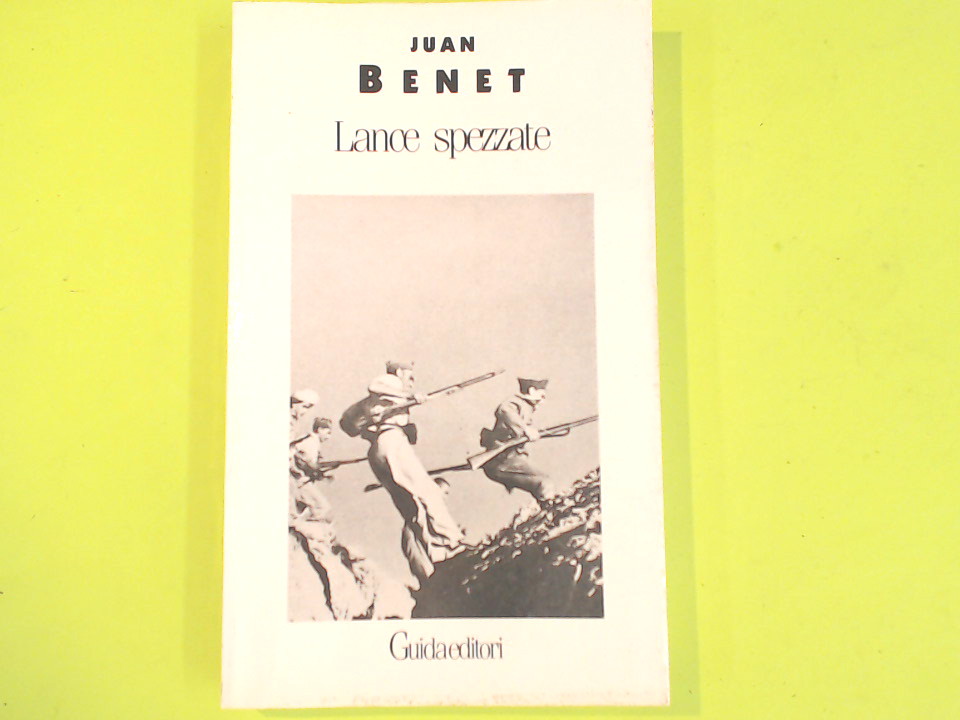 JUAN
BENET
Lance spezzate
Guida editori